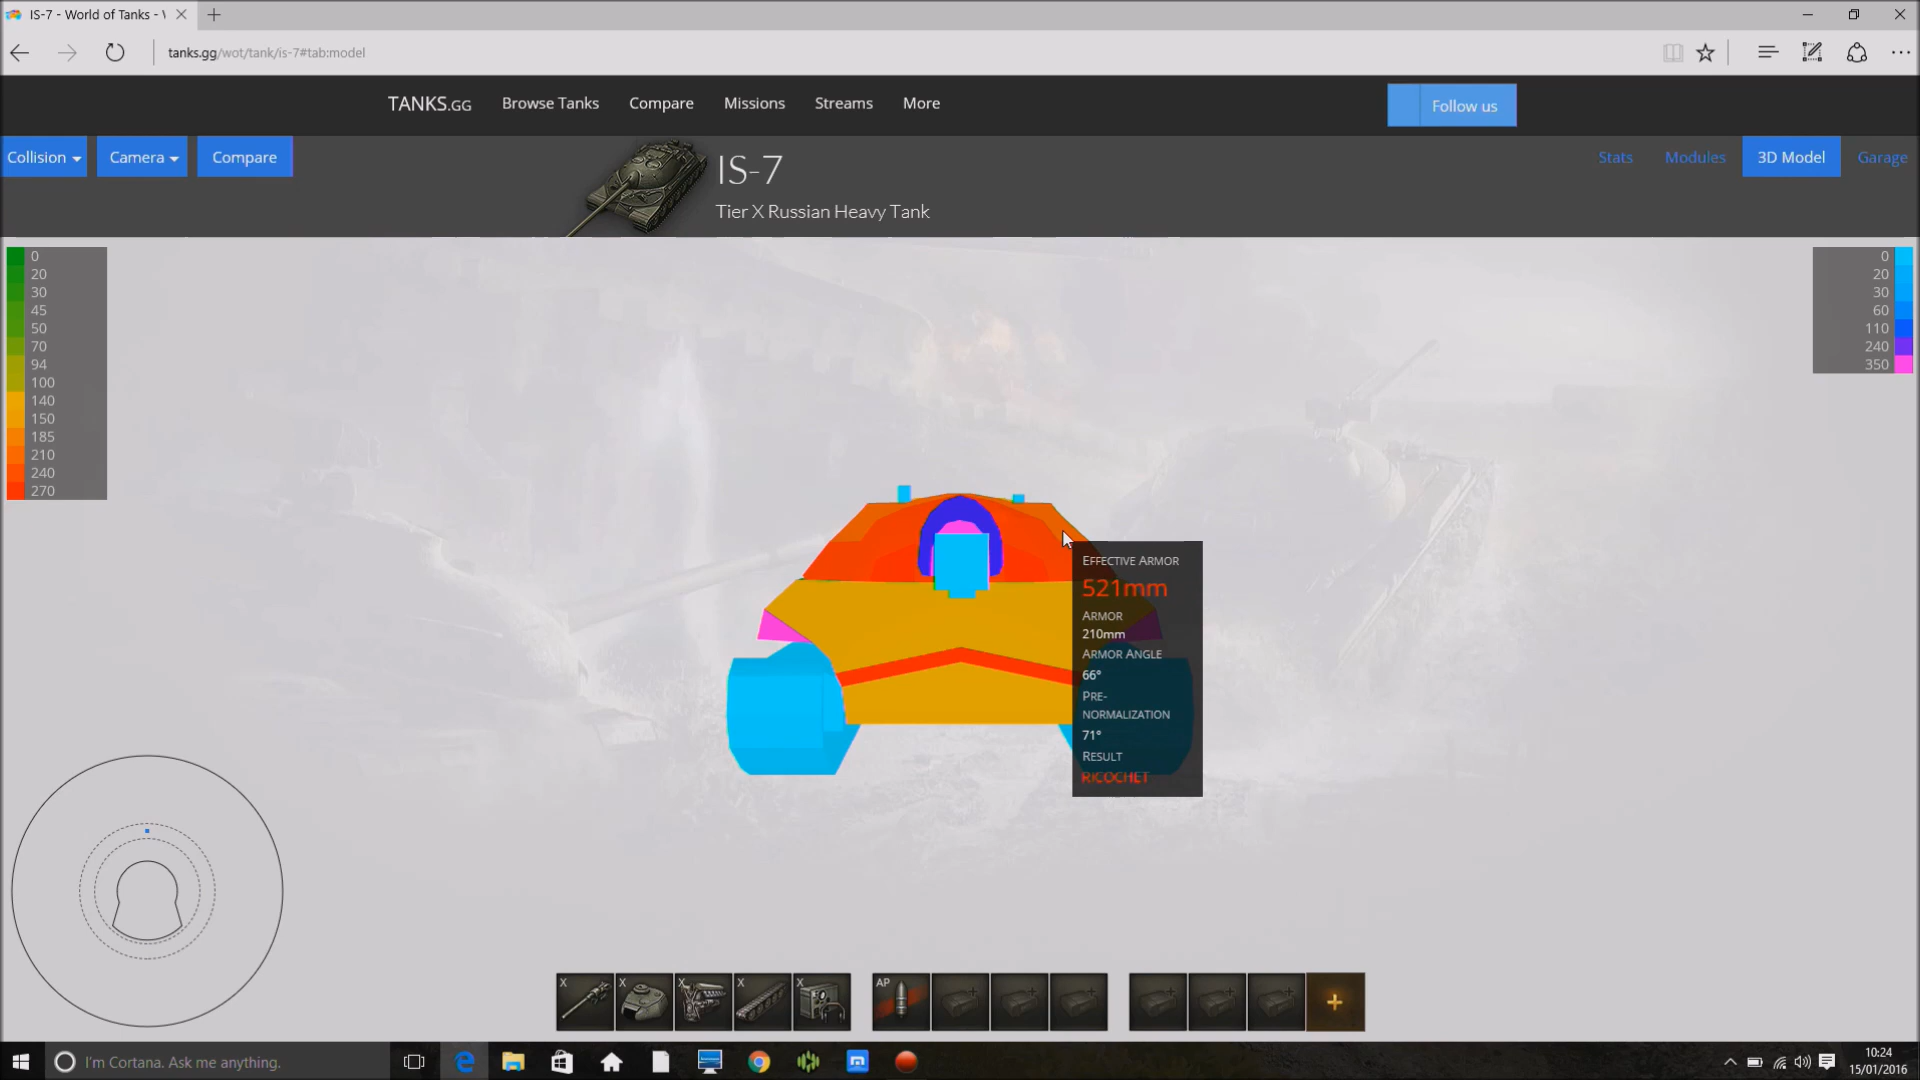 IS-7 - World of Tanks - V
tanks.gg/wot/tank/is-7#tab:model
TANKS.GG
Browse Tanks
Compare
Missions
Streams
More
Follow us
Collision
Camera
Compare
IS-7
Tier X Russian Heavy Tank
Stats
Modules
3D Model
Garage
0
20
30
45
50
70
94
100
140
150
185
210
240
270
0
20
30
60
110
240
350
EFFECTIVE ARMOR
521mm
ARMOR
210mm
ARMOR ANGLE
66°
PRE-
NORMALIZATION
71°
RESULT
RICOCHET
X
X
X
X
X
AP
I'm Cortana. Ask me anything.
10:24
15/01/2016